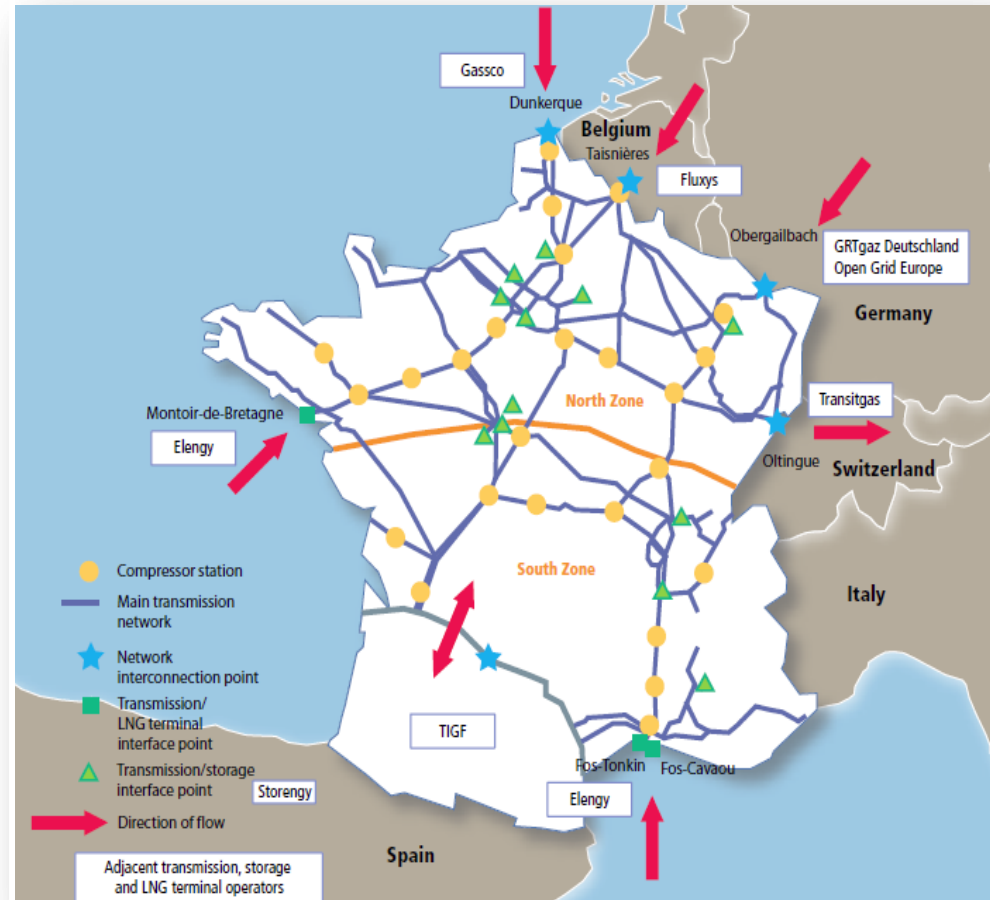 Gassco
Dunkerque
Belgium
Taisnières
Fluxys
Obergailbach
GRTgaz Deutschland
Open Grid Europe
Germany
North Zone
Transitgas
Montoir-de-Bretagne
Elengy
Oltingue
Switzerland
South Zone
Compressor station
Main transmission
network
Italy
Network
interconnection point
Transmission/
LNG terminal
interface point
TIGF
Transmission/storage
interface point
Storengy
Fos-Tonkin
Fos-Cavaou
Elengy
Direction of flow
Spain
Adjacent transmission, storage
and LNG terminal operators